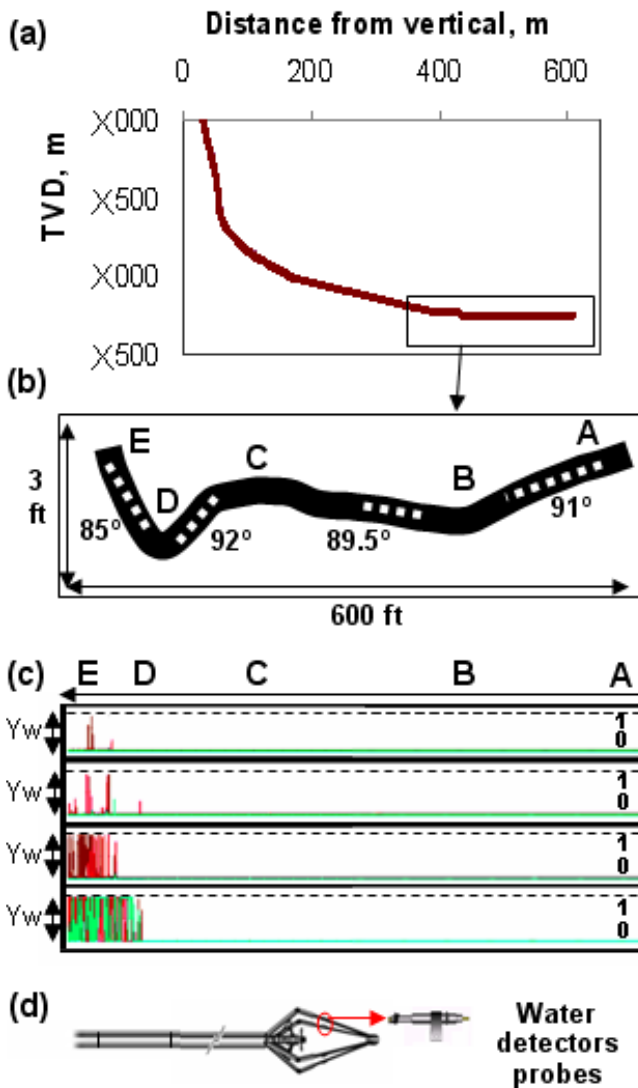 (a)
Distance from vertical, m
0 200 400 600
TVD, m
X000
X500
X000
X500
(b)
3 ft
E
D
C
B
A
85°
92°
89.5°
91°
600 ft
(c)
E D C B A
Yw 1 0
Yw 1 0
Yw 1 0
Yw 1 0
(d)
Water
detectors
probes